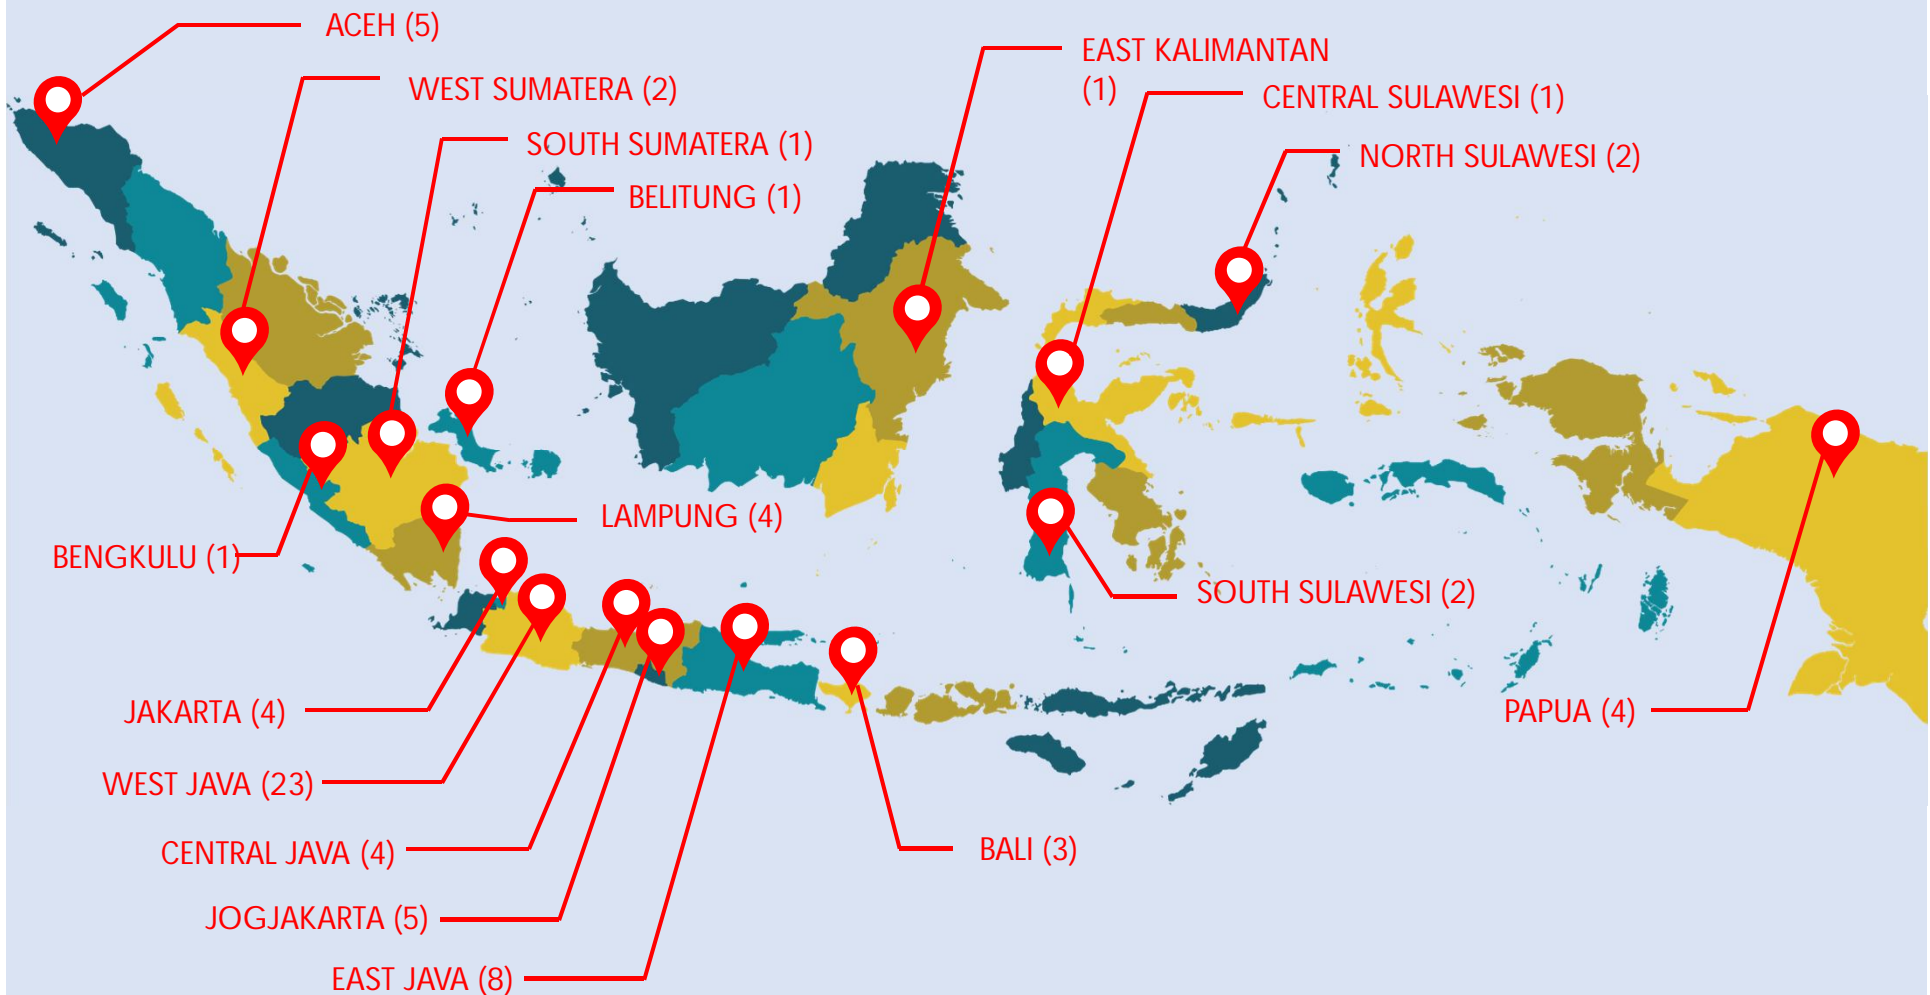 ACEH (5)
WEST SUMATERA (2)
SOUTH SUMATERA (1)
BELITUNG (1)
EAST KALIMANTAN
(1)
CENTRAL SULAWESI (1)
NORTH SULAWESI (2)
LAMPUNG (4)
BENGKULU (1)
SOUTH SULAWESI (2)
JAKARTA (4)
PAPUA (4)
WEST JAVA (23)
CENTRAL JAVA (4)
BALI (3)
JOGJAKARTA (5)
EAST JAVA (8)